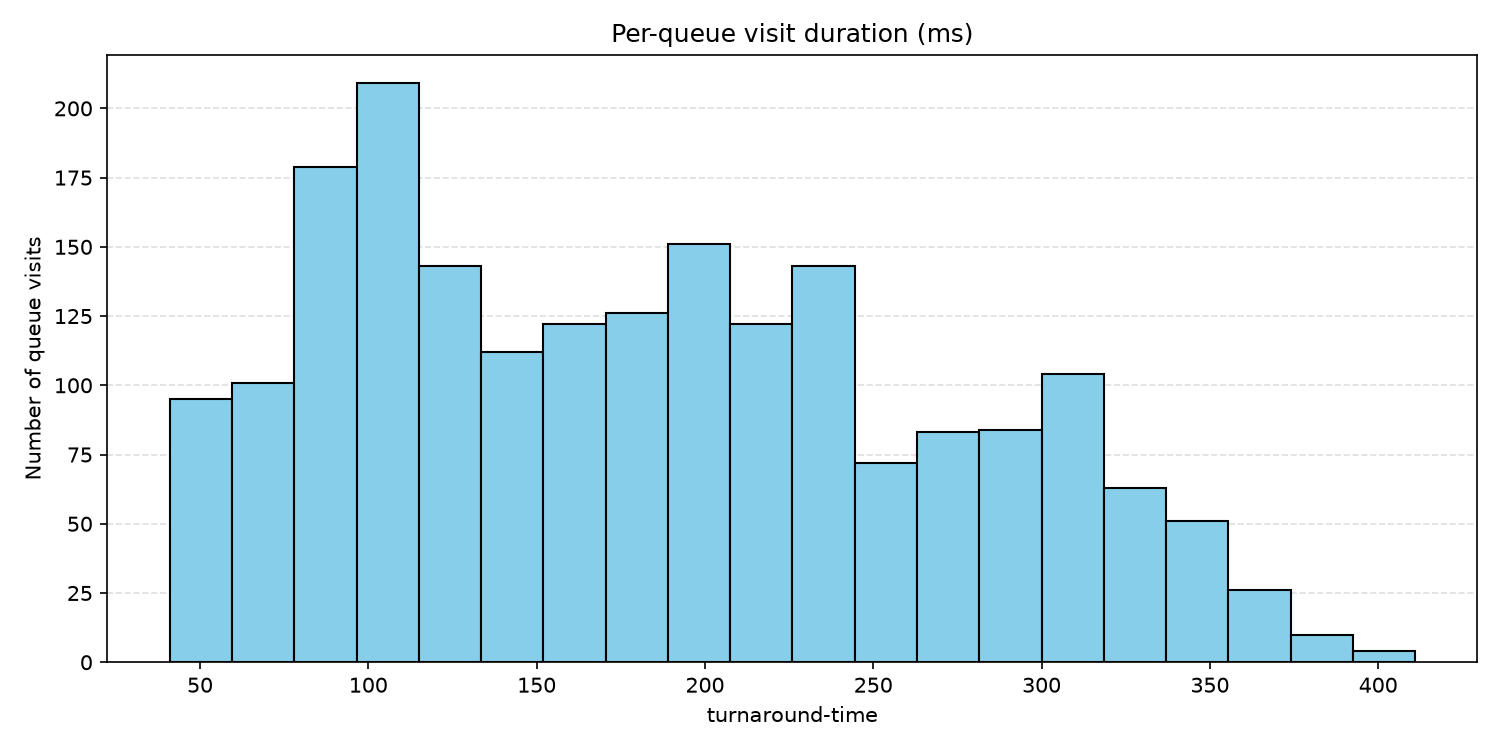 Per-queue visit duration (ms)
Number of queue visits
200
175
150
125
100
75
50
25
0
50 100 150 200 250 300 350 400
turnaround-time